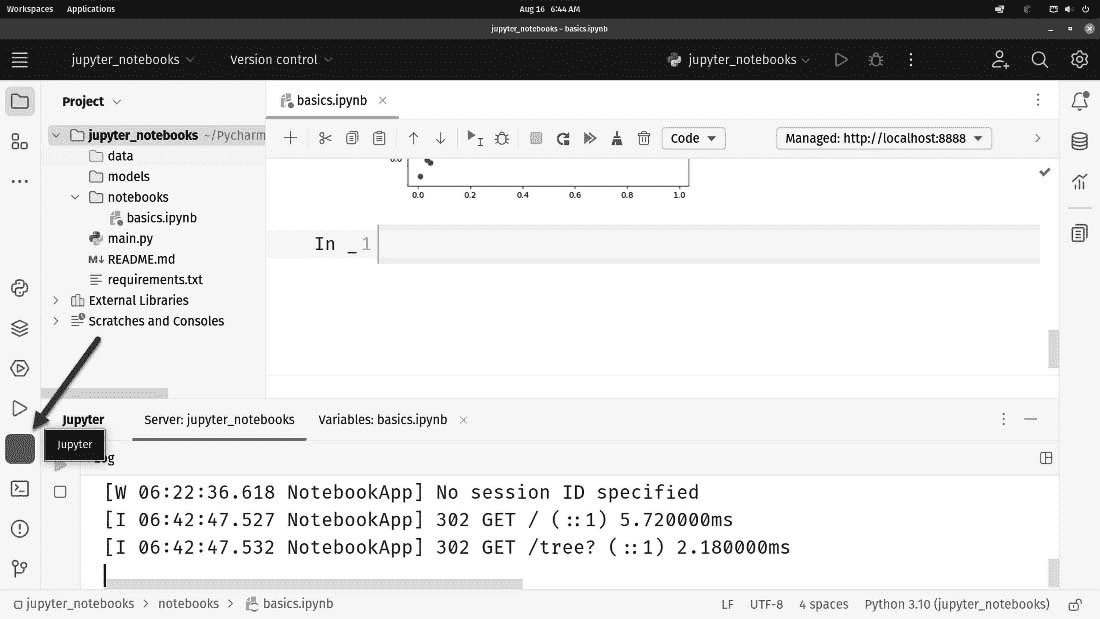 Workspaces Applications Aug 16 6:44 AM
jupyter_notebooks – basics.ipynb
jupyter_notebooks Version control jupyter_notebooks
Project
basics.ipynb
jupyter_notebooks ~/Pycharm
data
models
notebooks
basics.ipynb
main.py
README.md
requirements.txt
External Libraries
Scratches and Consoles
Code Managed: http://localhost:8888
0.0
0.0 0.2 0.4 0.6 0.8 1.0
In _ 1
Jupyter Server: jupyter_notebooks Variables: basics.ipynb
Jupyter
[W 06:22:36.618 NotebookApp] No session ID specified
[I 06:42:47.527 NotebookApp] 302 GET / (::1) 5.720000ms
[I 06:42:47.532 NotebookApp] 302 GET /tree? (::1) 2.180000ms
jupyter_notebooks > notebooks > basics.ipynb LF UTF-8 4 spaces Python 3.10 (jupyter_notebooks)